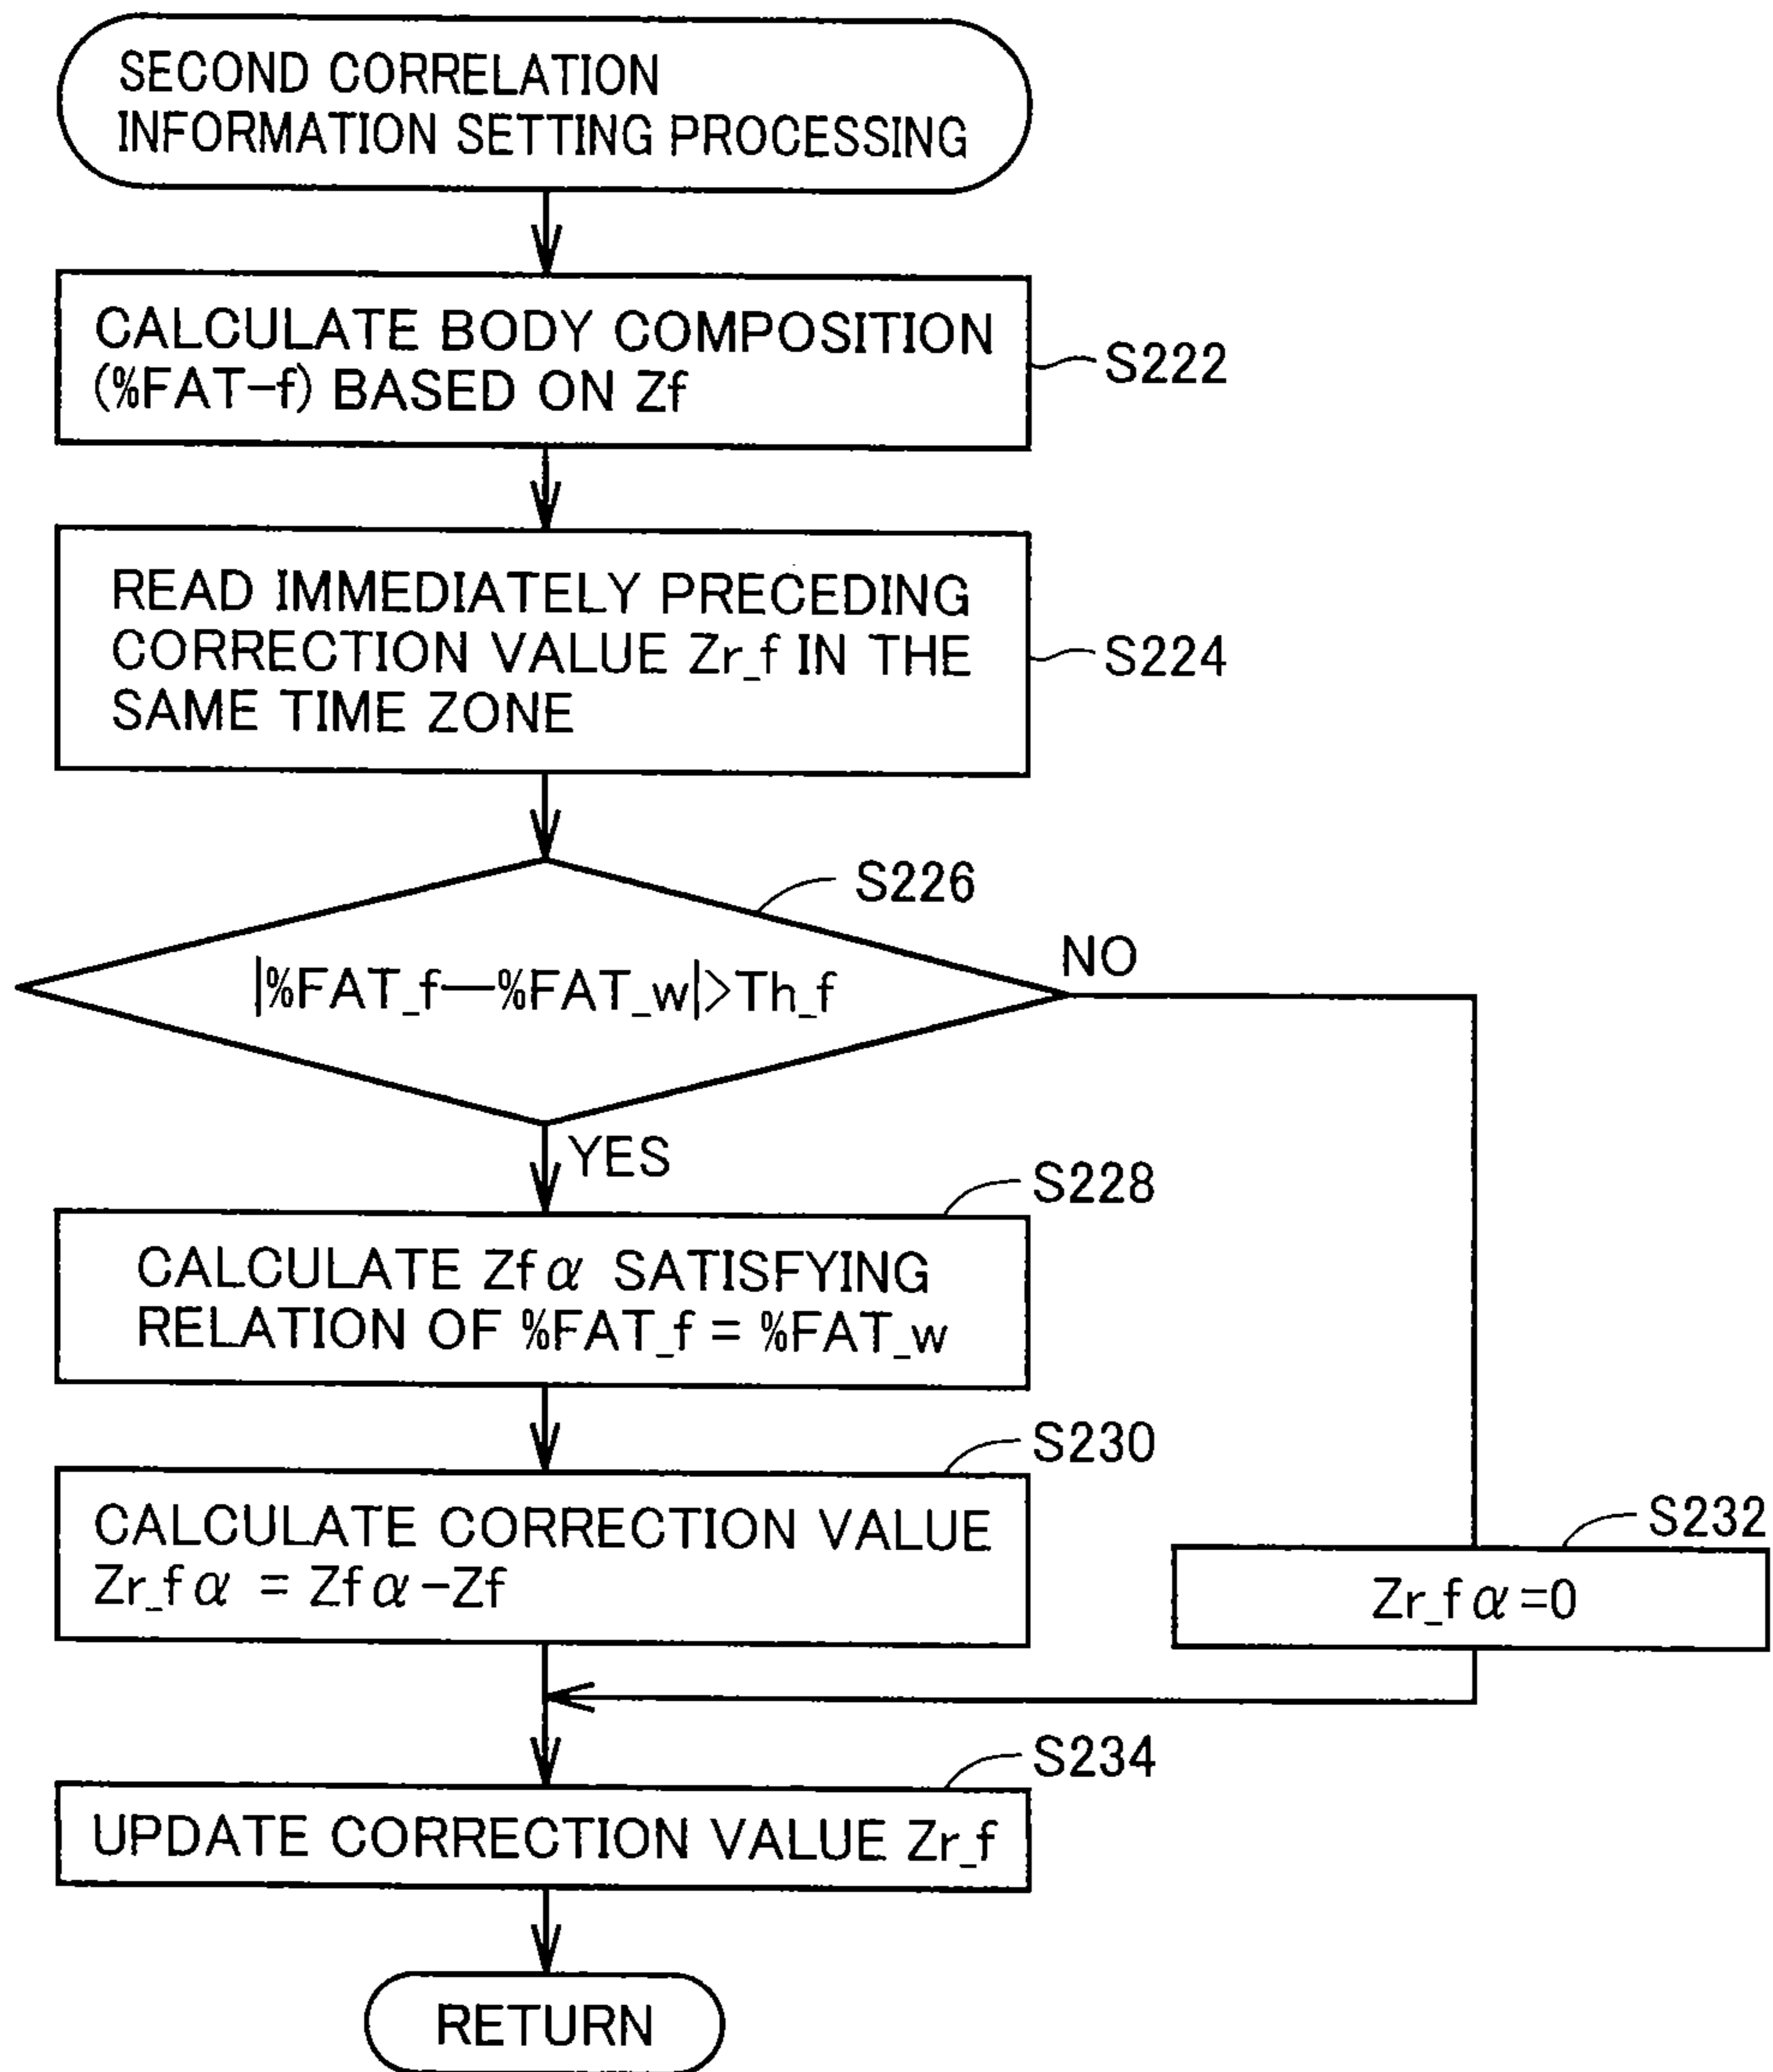 SECOND CORRELATION
INFORMATION SETTING PROCESSING
CALCULATE BODY COMPOSITION
(%FAT-f) BASED ON Zf
S222
READ IMMEDIATELY PRECEDING
CORRECTION VALUE Zr_f IN THE
SAME TIME ZONE
S224
S226
|%FAT_f—%FAT_w|>Th_f
NO
YES
S228
CALCULATE Zfα SATISFYING
RELATION OF %FAT_f = %FAT_w
S230
CALCULATE CORRECTION VALUE
Zr_fα = Zfα-Zf
S232
Zr_fα=0
S234
UPDATE CORRECTION VALUE Zr_f
RETURN